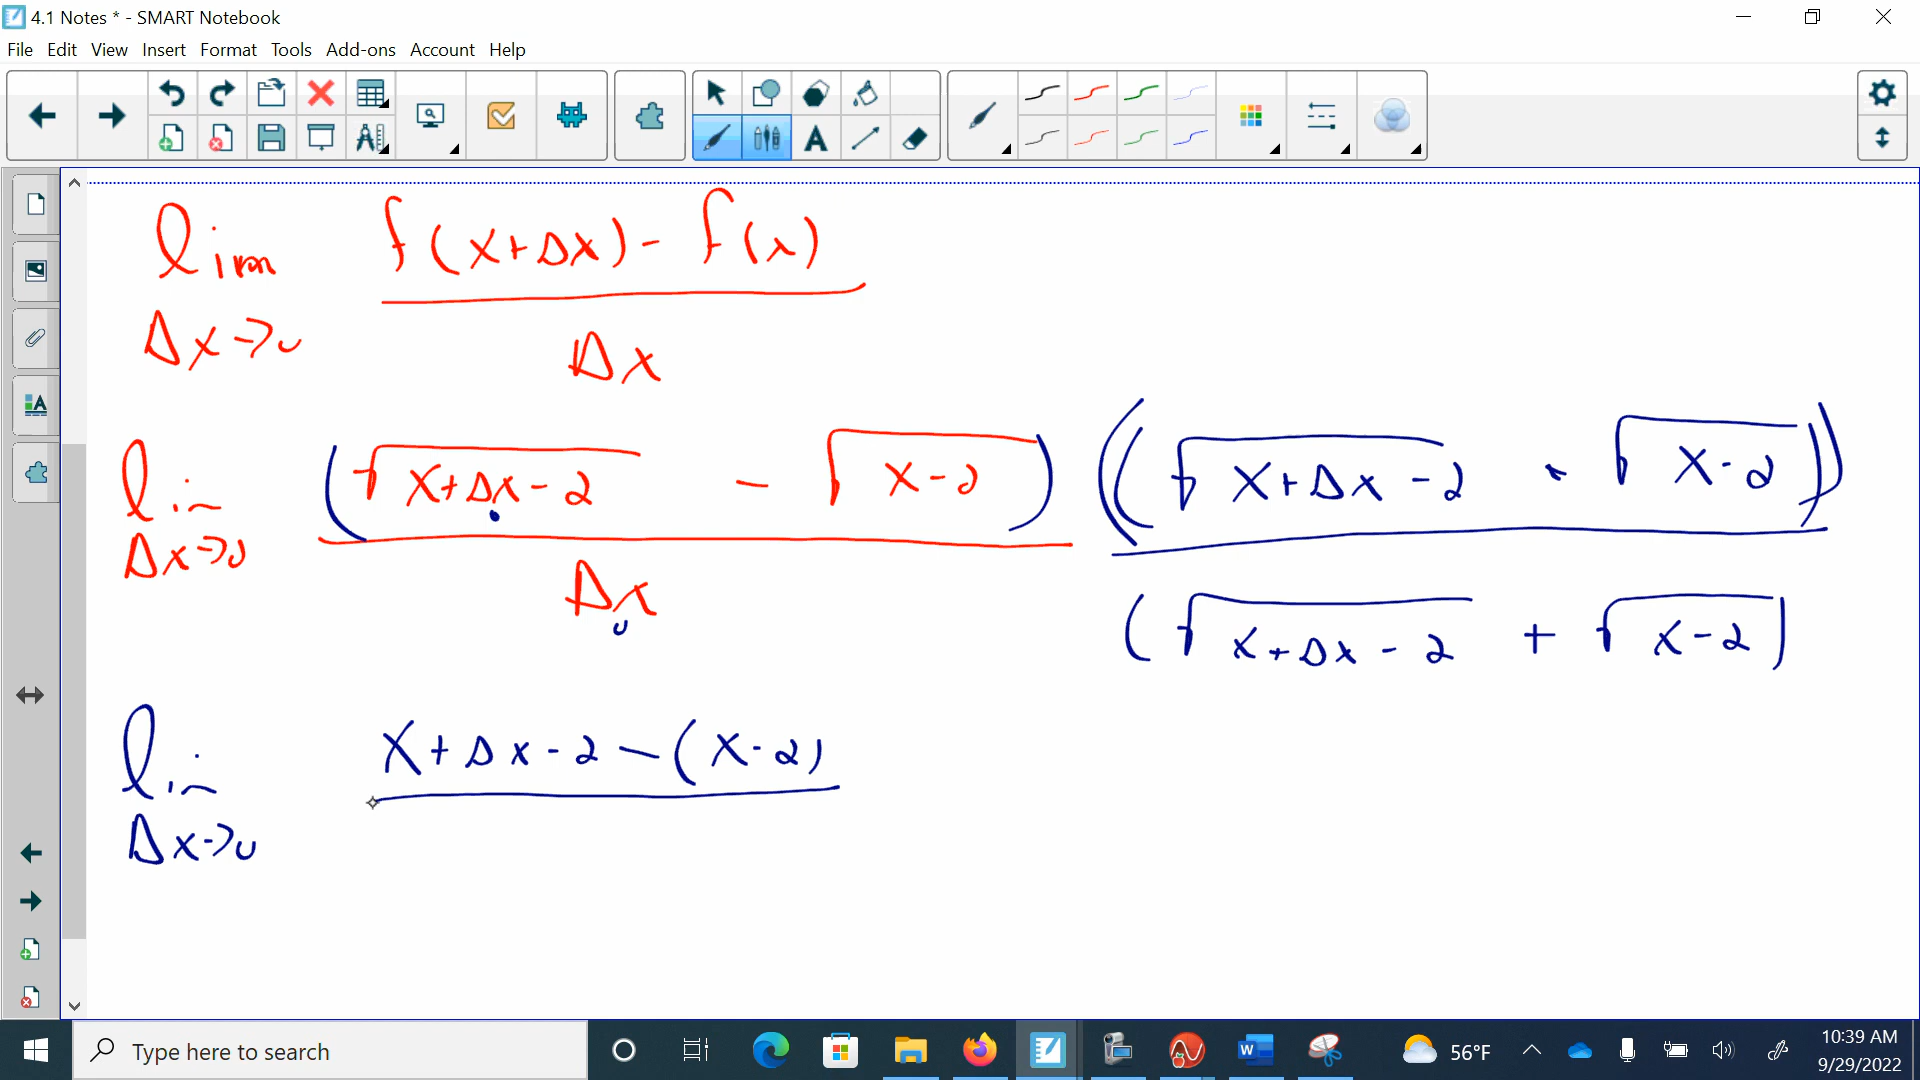 4.1 Notes * - SMART Notebook
File Edit View Insert Format Tools Add-ons Account Help
lim f(x+Δx) - f(x)
Δx→0 Δx
lim (√x+Δx-2 - √x-2) ((√x+Δx-2 + √x-2))
Δx→0 Δx (√x+Δx-2 + √x-2)
lim x+Δx-2-(x-2)
Δx→0
Type here to search
56°F
10:39 AM
9/29/2022